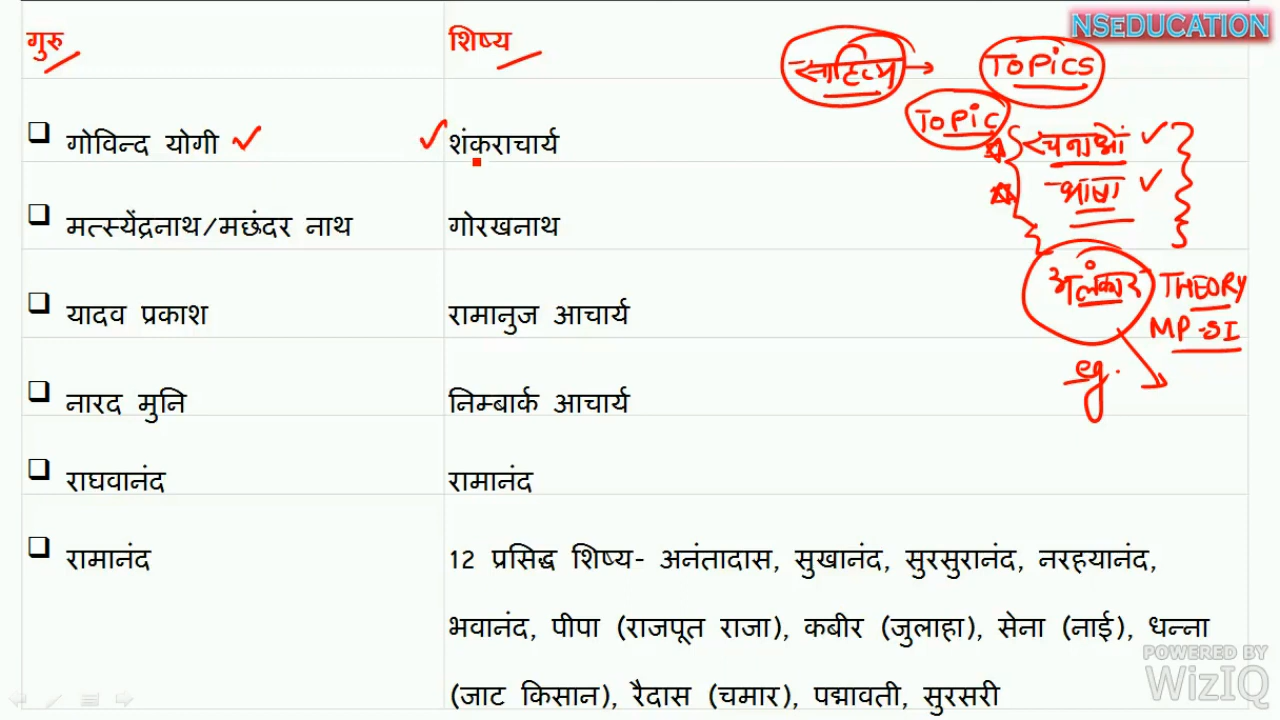 NSEDUCATION
गुरु शिष्य
साहित्य → TOPICS
TOPIC
गोविन्द योगी शंकराचार्य
रचनाओं
भाषा
मत्स्येंद्रनाथ/मछंदर नाथ गोरखनाथ
अलंकार THEORY
MP-SI
यादव प्रकाश रामानुज आचार्य
eg.
नारद मुनि निम्बार्क आचार्य
राघवानंद रामानंद
रामानंद 12 प्रसिद्ध शिष्य- अनंतादास, सुखानंद, सुरसुरानंद, नरहयानंद,
भवानंद, पीपा (राजपूत राजा), कबीर (जुलाहा), सेना (नाई), धन्ना
(जाट किसान), रैदास (चमार), पद्मावती, सुरसरी
POWERED BY
WizIQ